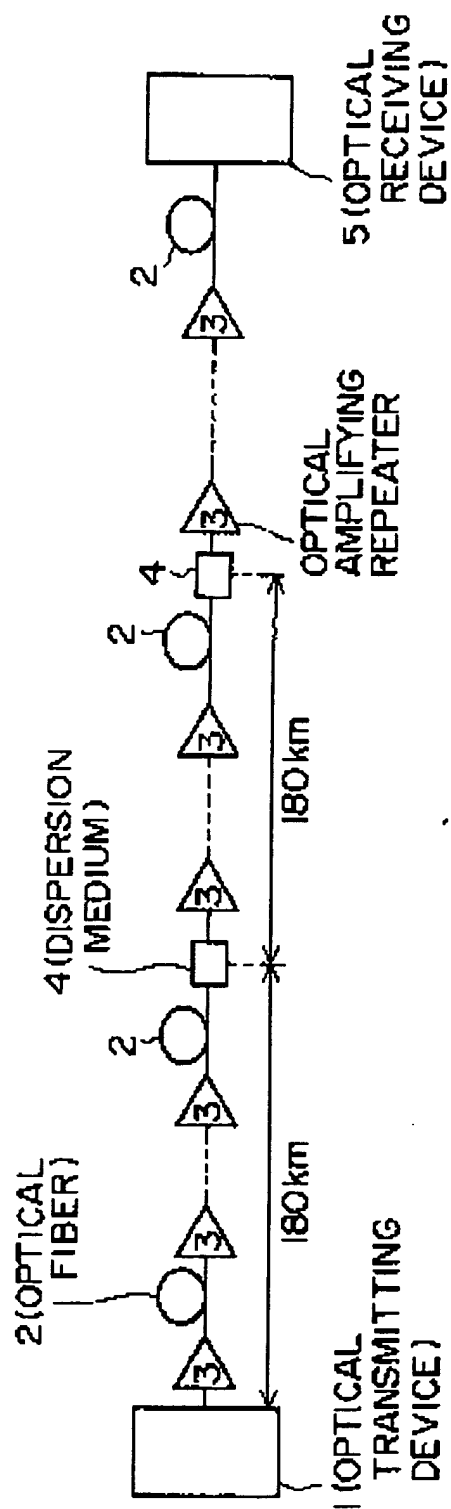 2(OPTICAL
FIBER)
4(DISPERSION
MEDIUM)
2
2
4
2
3
3
3
3
3
3
3
180km
180km
1(OPTICAL
TRANSMITTING
DEVICE)
OPTICAL
AMPLIFYING
REPEATER
5(OPTICAL
RECEIVING
DEVICE)